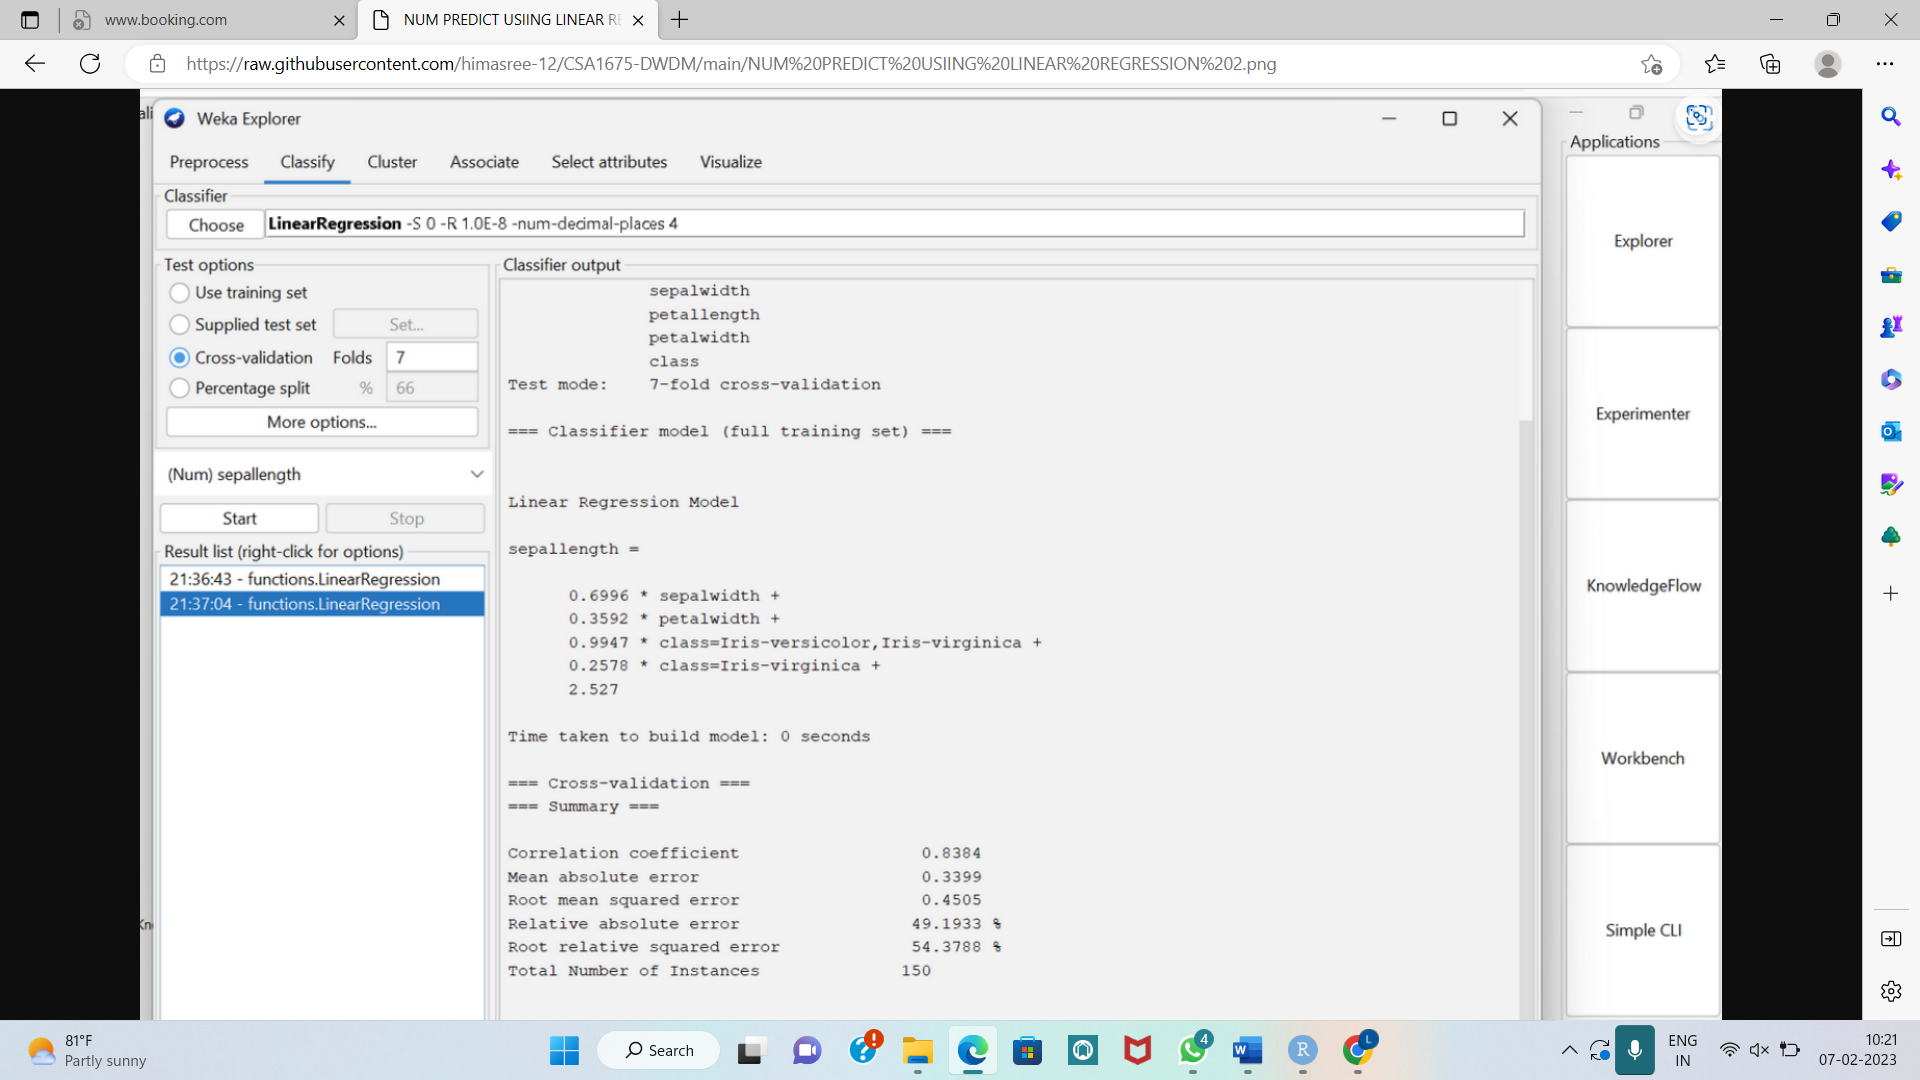 www.booking.com
NUM PREDICT USIING LINEAR RE
https://raw.githubusercontent.com/himasree-12/CSA1675-DWDM/main/NUM%20PREDICT%20USIING%20LINEAR%20REGRESSION%202.png
ali
Weka Explorer
Preprocess Classify Cluster Associate Select attributes Visualize
Classifier
Choose LinearRegression -S 0 -R 1.0E-8 -num-decimal-places 4
Test options
Use training set
Supplied test set Set...
Cross-validation Folds 7
Percentage split % 66
More options...
(Num) sepallength
Start Stop
Result list (right-click for options)
21:36:43 - functions.LinearRegression
21:37:04 - functions.LinearRegression
Kn
Classifier output
sepalwidth
petallength
petalwidth
class
Test mode: 7-fold cross-validation
=== Classifier model (full training set) ===
Linear Regression Model
sepallength =
0.6996 * sepalwidth +
0.3592 * petalwidth +
0.9947 * class=Iris-versicolor,Iris-virginica +
0.2578 * class=Iris-virginica +
2.527
Time taken to build model: 0 seconds
=== Cross-validation ===
=== Summary ===
Correlation coefficient 0.8384
Mean absolute error 0.3399
Root mean squared error 0.4505
Relative absolute error 49.1933 %
Root relative squared error 54.3788 %
Total Number of Instances 150
Applications
Explorer
Experimenter
KnowledgeFlow
Workbench
Simple CLI
81°F
Partly sunny
Search
4
L
ENG
IN
10:21
07-02-2023